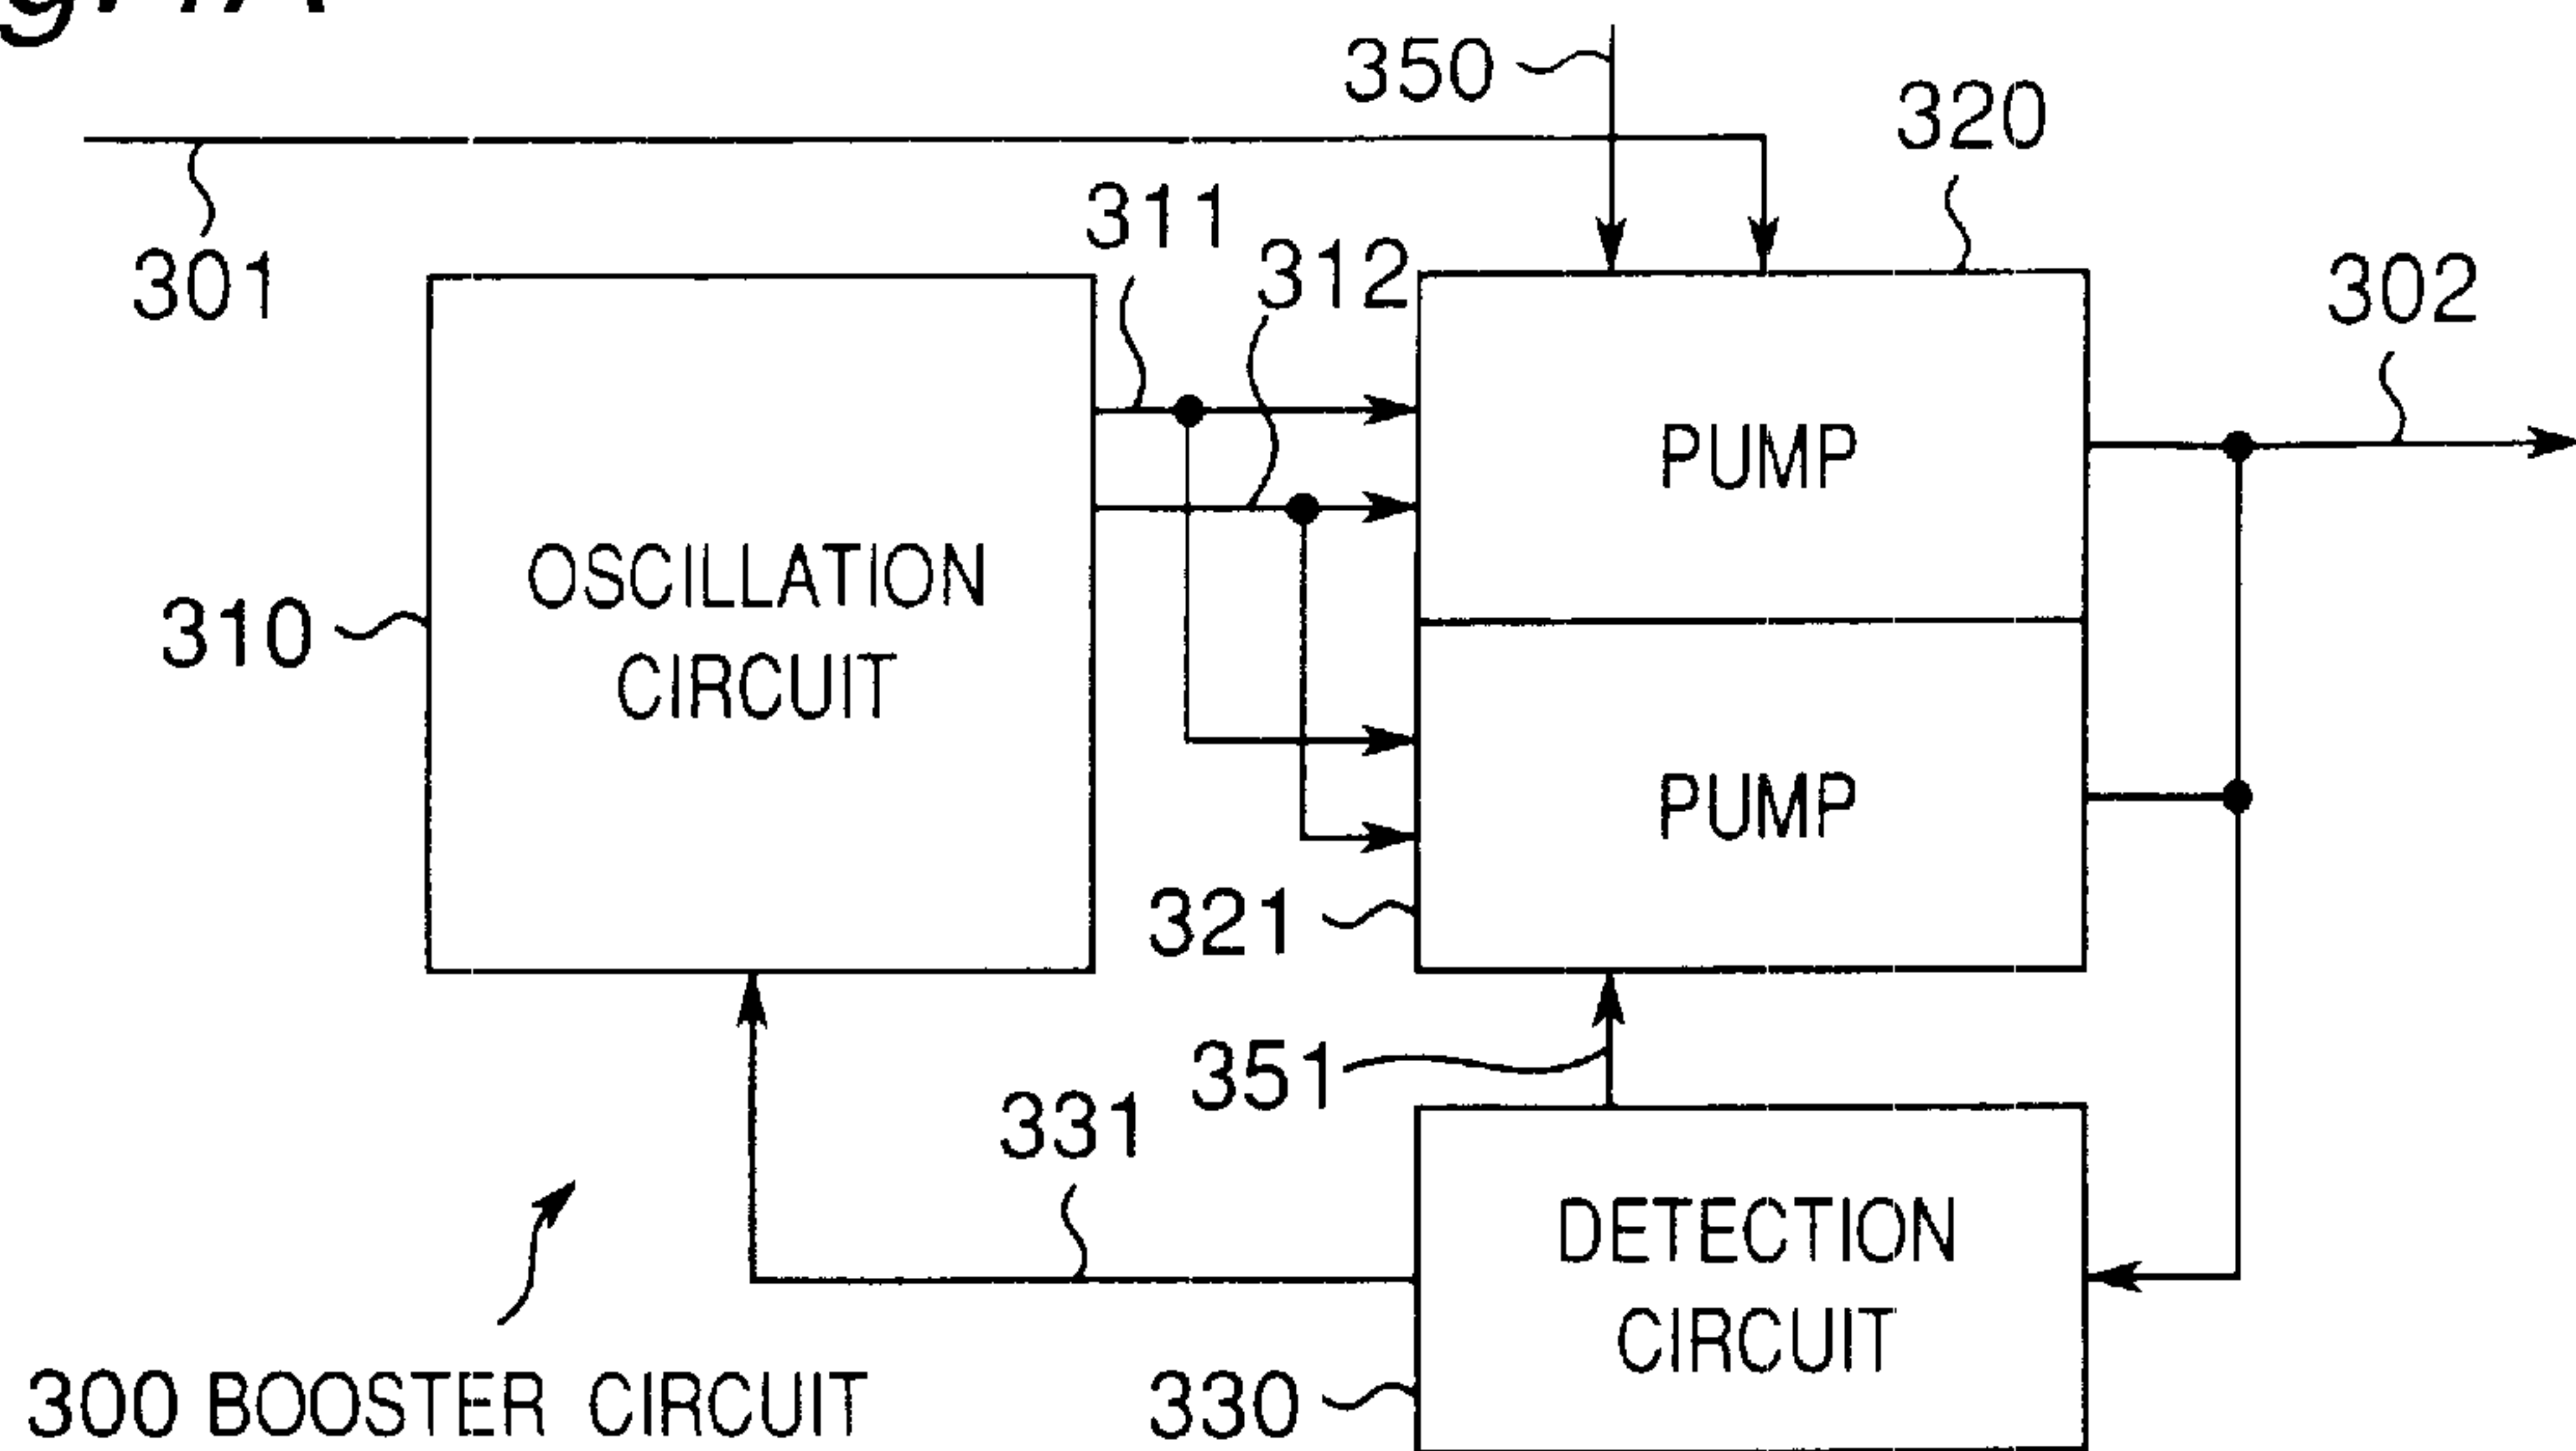 350
320
301
311
312
302
OSCILLATION
CIRCUIT
PUMP
310
PUMP
321
351
331
DETECTION
CIRCUIT
300 BOOSTER CIRCUIT
330